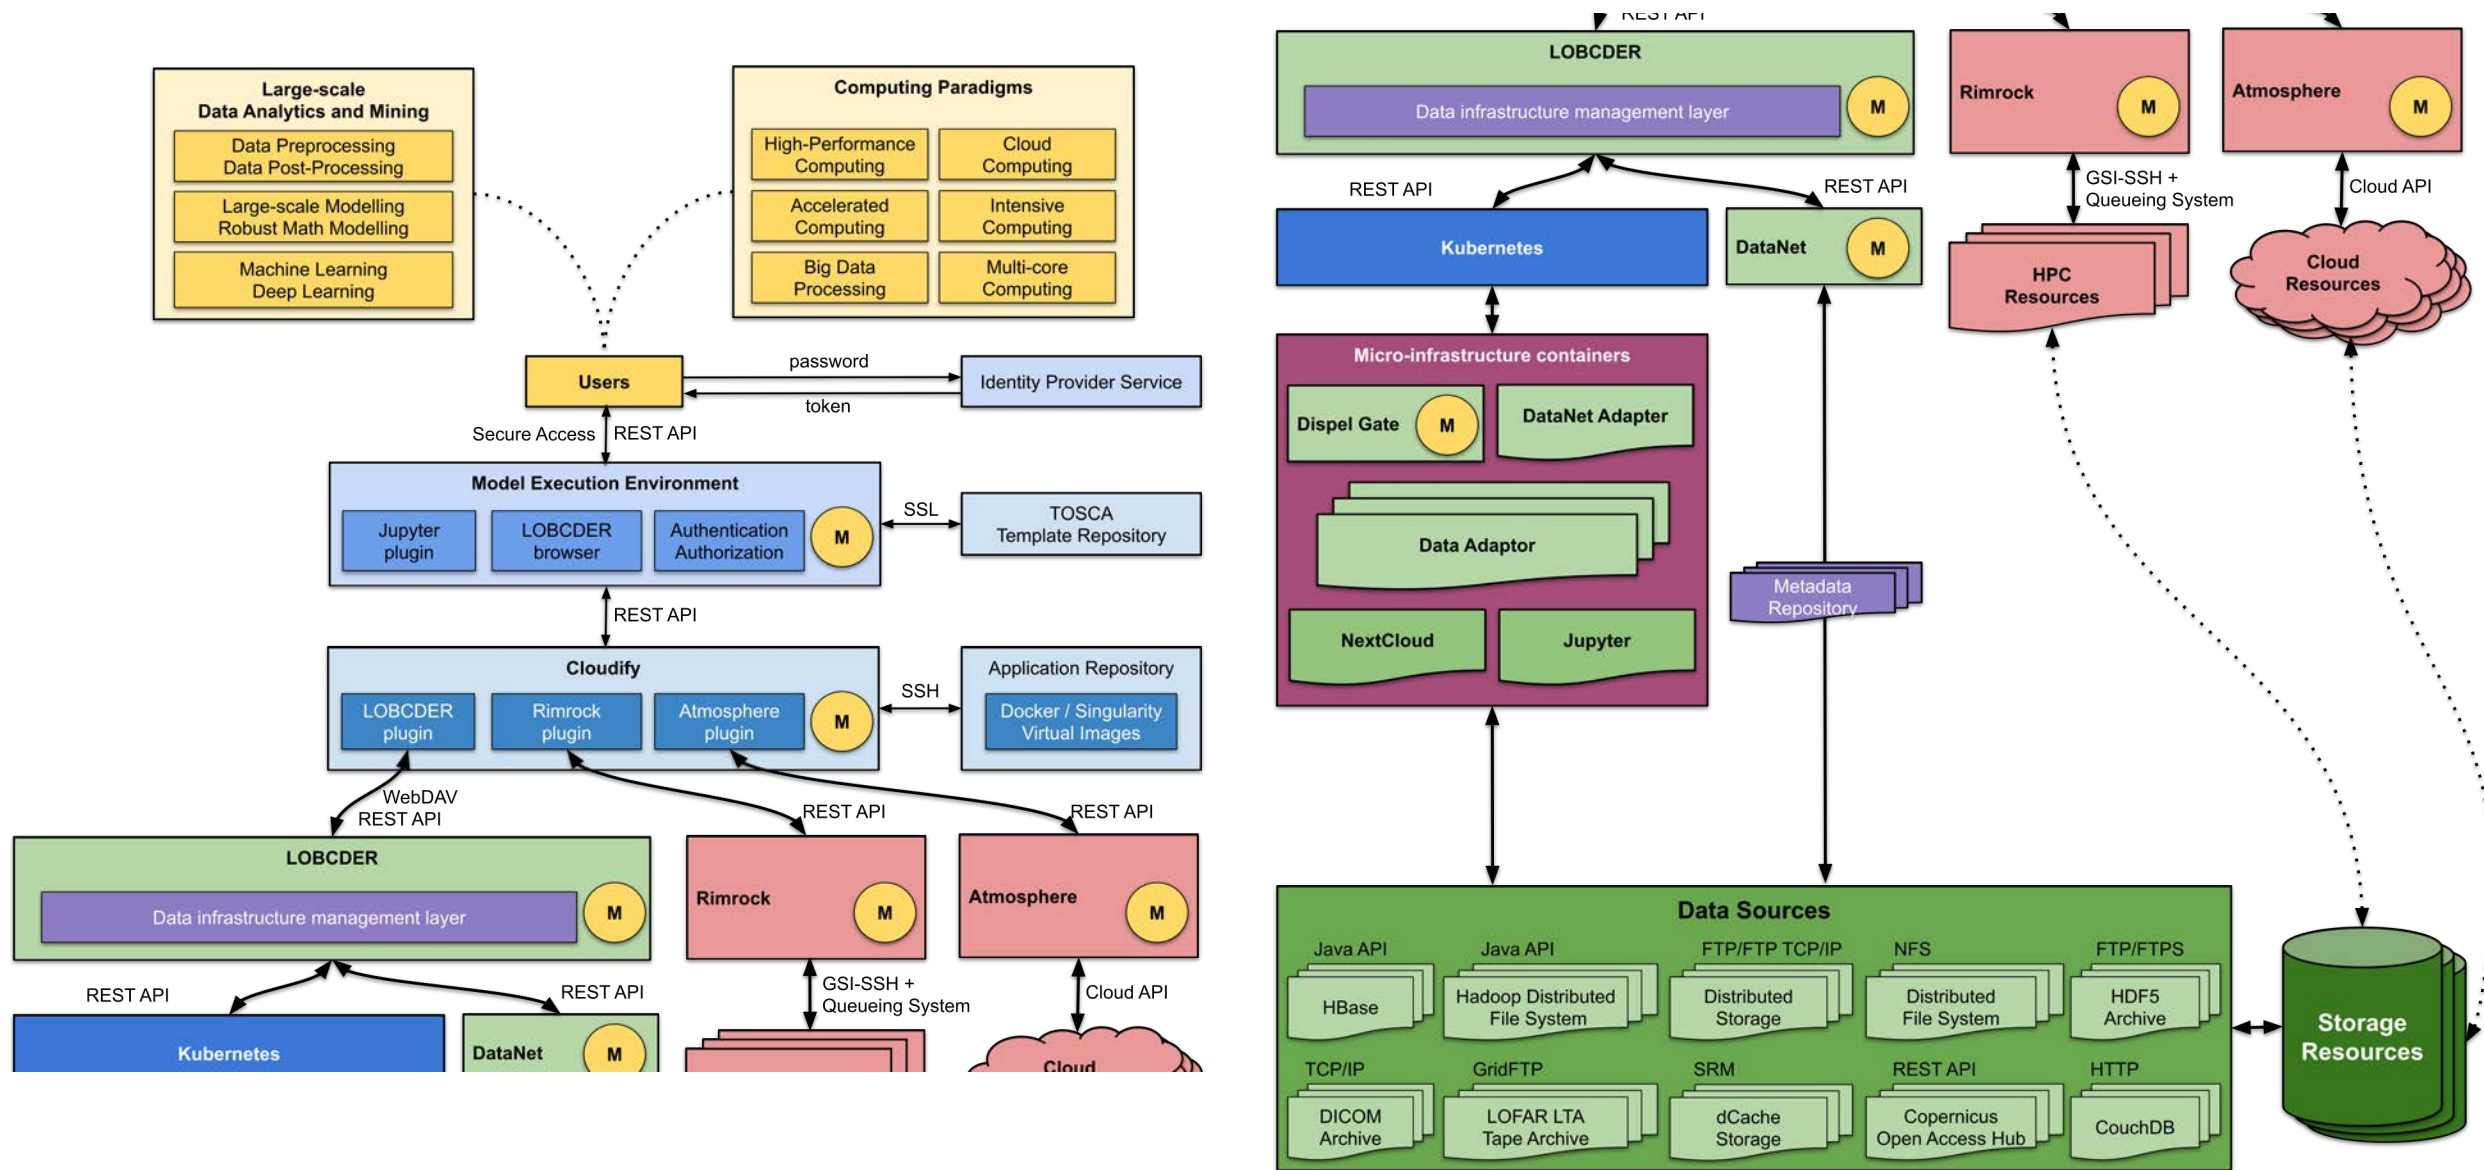 Large-scale
Data Analytics and Mining
Data Preprocessing
Data Post-Processing
Large-scale Modelling
Robust Math Modelling
Machine Learning
Deep Learning
Computing Paradigms
High-Performance
Computing
Cloud
Computing
Accelerated
Computing
Intensive
Computing
Big Data
Processing
Multi-core
Computing
Users
password
token
Identity Provider Service
Secure Access
REST API
Model Execution Environment
Jupyter
plugin
LOBCDER
browser
Authentication
Authorization
M
SSL
TOSCA
Template Repository
REST API
Cloudify
LOBCDER
plugin
Rimrock
plugin
Atmosphere
plugin
M
SSH
Application Repository
Docker / Singularity
Virtual Images
WebDAV
REST API
REST API
REST API
LOBCDER
Data infrastructure management layer
M
Rimrock
M
Atmosphere
M
REST API
REST API
GSI-SSH +
Queueing System
Cloud API
Kubernetes
DataNet
M
Cloud
REST API
LOBCDER
Data infrastructure management layer
M
Rimrock
M
Atmosphere
M
REST API
REST API
GSI-SSH +
Queueing System
Cloud API
Kubernetes
DataNet
M
HPC
Resources
Cloud
Resources
Micro-infrastructure containers
Dispel Gate
M
DataNet Adapter
Data Adaptor
NextCloud
Jupyter
Metadata
Repository
Data Sources
Java API
HBase
Java API
Hadoop Distributed
File System
FTP/FTP TCP/IP
Distributed
Storage
NFS
Distributed
File System
FTP/FTPS
HDF5
Archive
TCP/IP
DICOM
Archive
GridFTP
LOFAR LTA
Tape Archive
SRM
dCache
Storage
REST API
Copernicus
Open Access Hub
HTTP
CouchDB
Storage
Resources